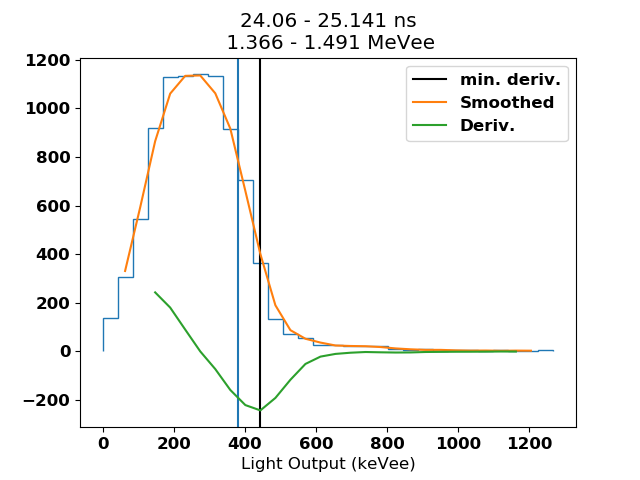 24.06 - 25.141 ns
1.366 - 1.491 MeVee
min. deriv.
Smoothed
Deriv.
1200
1000
800
600
400
200
0
−200
0 200 400 600 800 1000 1200
Light Output (keVee)